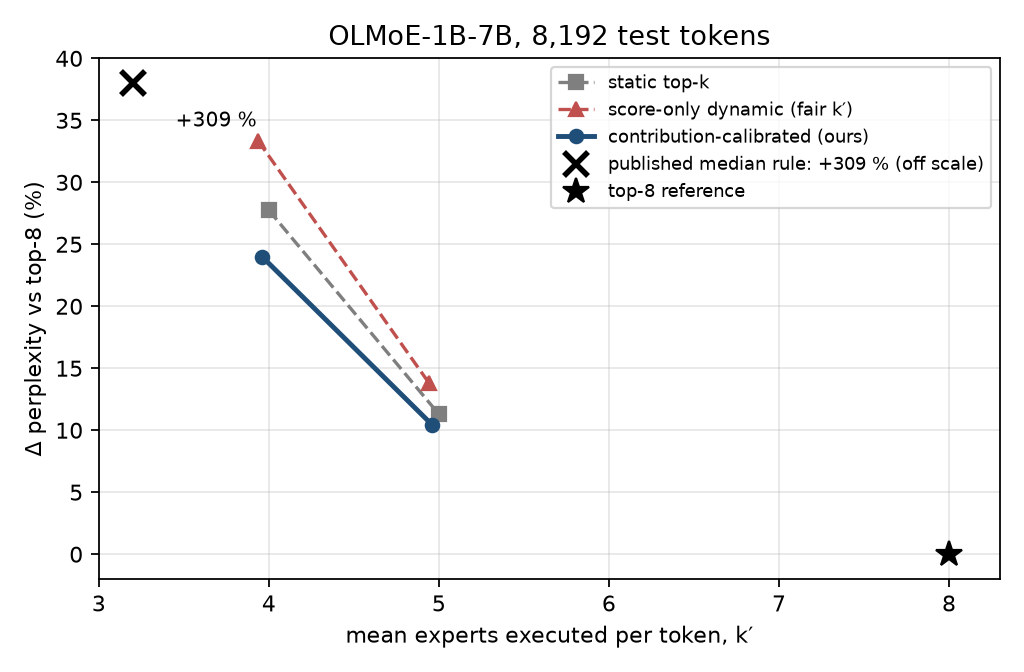 OLMoE-1B-7B, 8,192 test tokens
40
35
30
25
20
15
10
5
0
Δ perplexity vs top-8 (%)
+309 %
static top-k
score-only dynamic (fair k′)
contribution-calibrated (ours)
published median rule: +309 % (off scale)
top-8 reference
3 4 5 6 7 8
mean experts executed per token, k′